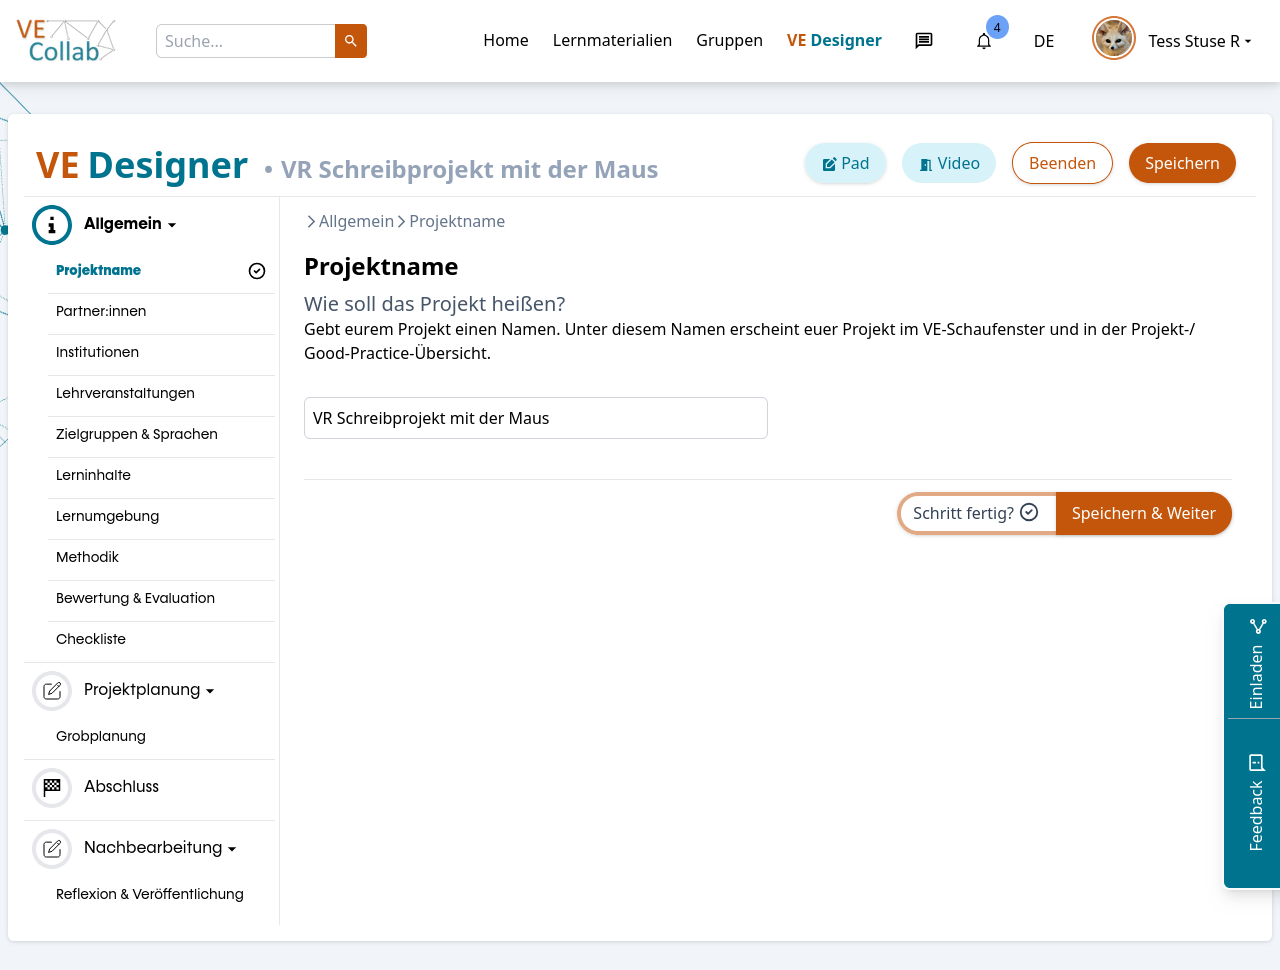 VE
Collab
Suche...
Home
Lernmaterialien
Gruppen
VE Designer
4
DE
Tess Stuse R
VE Designer
• VR Schreibprojekt mit der Maus
Pad
Video
Beenden
Speichern
Allgemein
Projektname
Partner:innen
Institutionen
Lehrveranstaltungen
Zielgruppen & Sprachen
Lerninhalte
Lernumgebung
Methodik
Bewertung & Evaluation
Checkliste
Projektplanung
Grobplanung
Abschluss
Nachbearbeitung
Reflexion & Veröffentlichung
Allgemein
Projektname
Projektname
Wie soll das Projekt heißen?
Gebt eurem Projekt einen Namen. Unter diesem Namen erscheint euer Projekt im VE-Schaufenster und in der Projekt-/
Good-Practice-Übersicht.
VR Schreibprojekt mit der Maus
Schritt fertig?
Speichern & Weiter
Einladen
Feedback